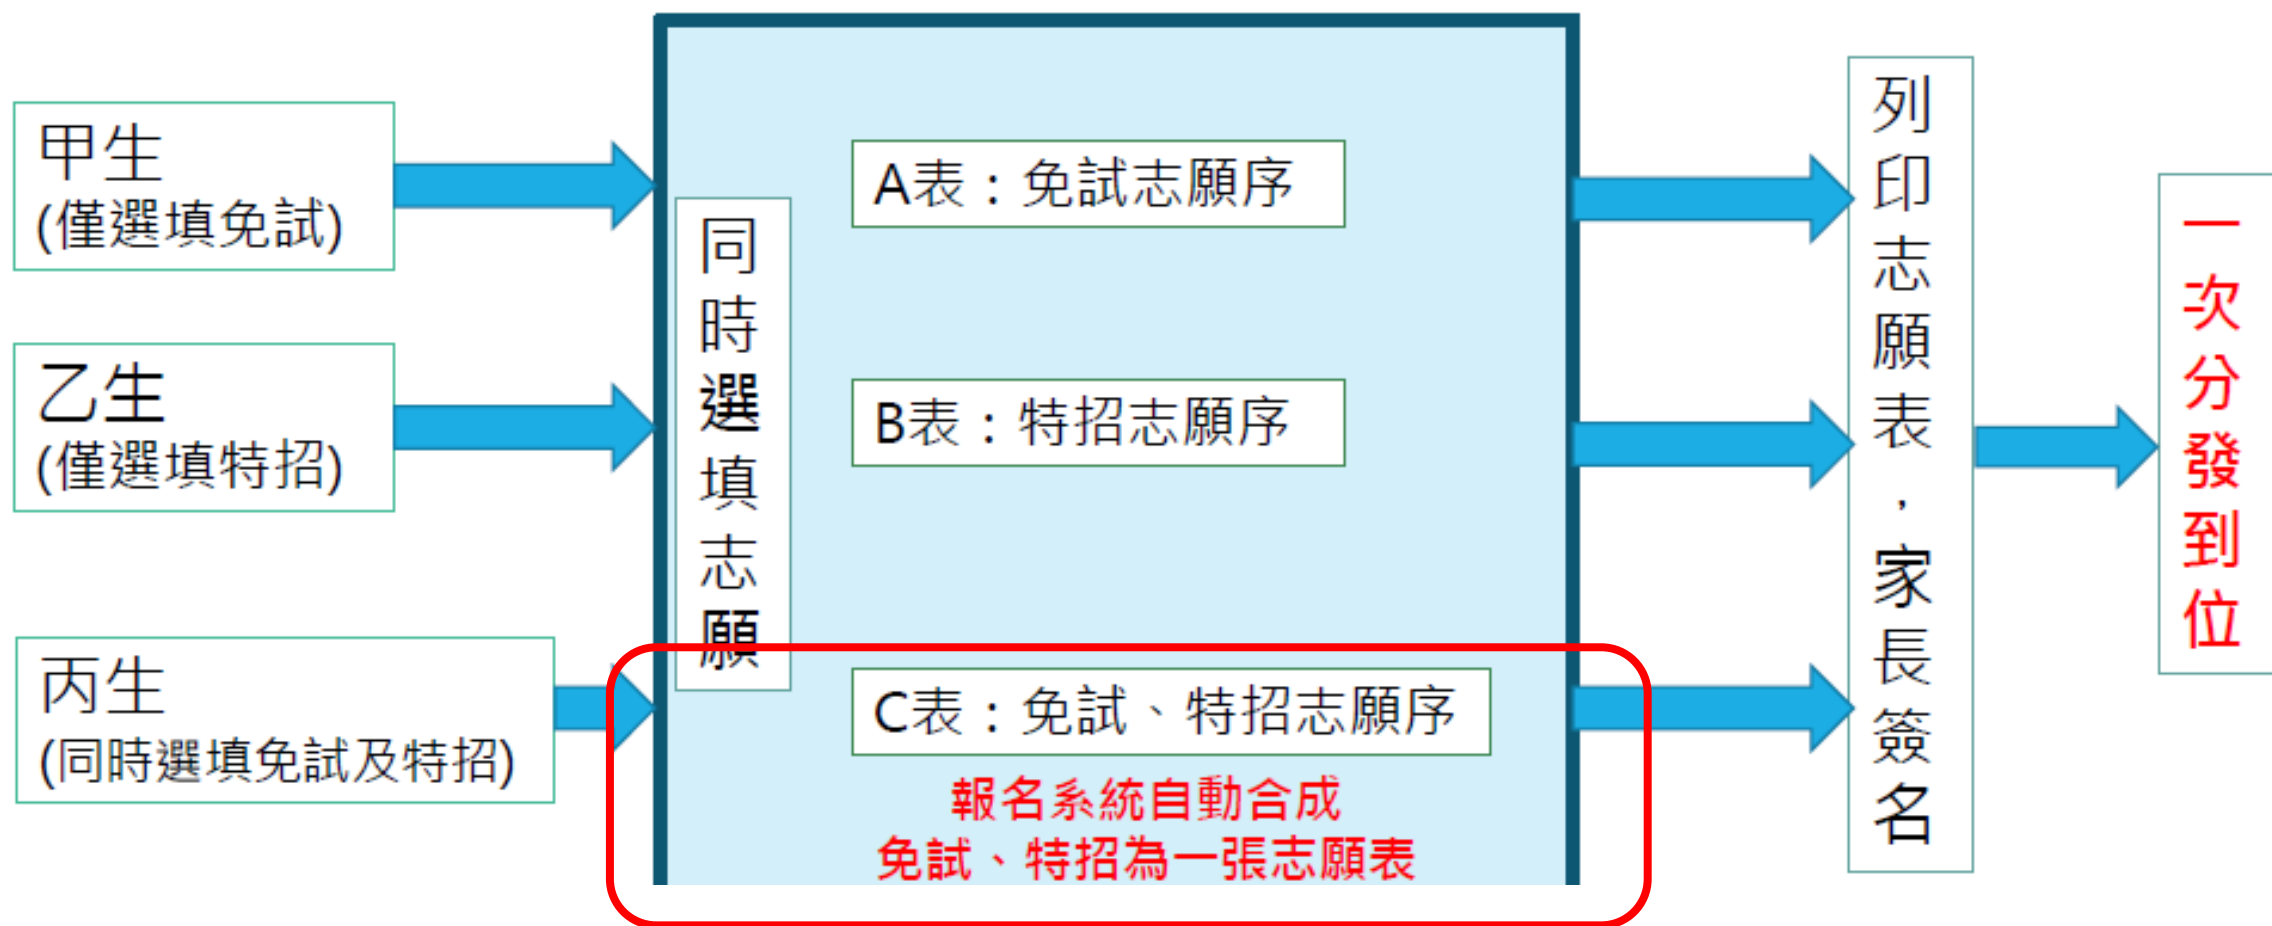 甲生
(僅選填免試)
乙生
(僅選填特招)
丙生
(同時選填免試及特招)
同時選填志願
A表：免試志願序
B表：特招志願序
C表：免試、特招志願序
報名系統自動合成
免試、特招為一張志願表
列印志願表，家長簽名
一次分發到位